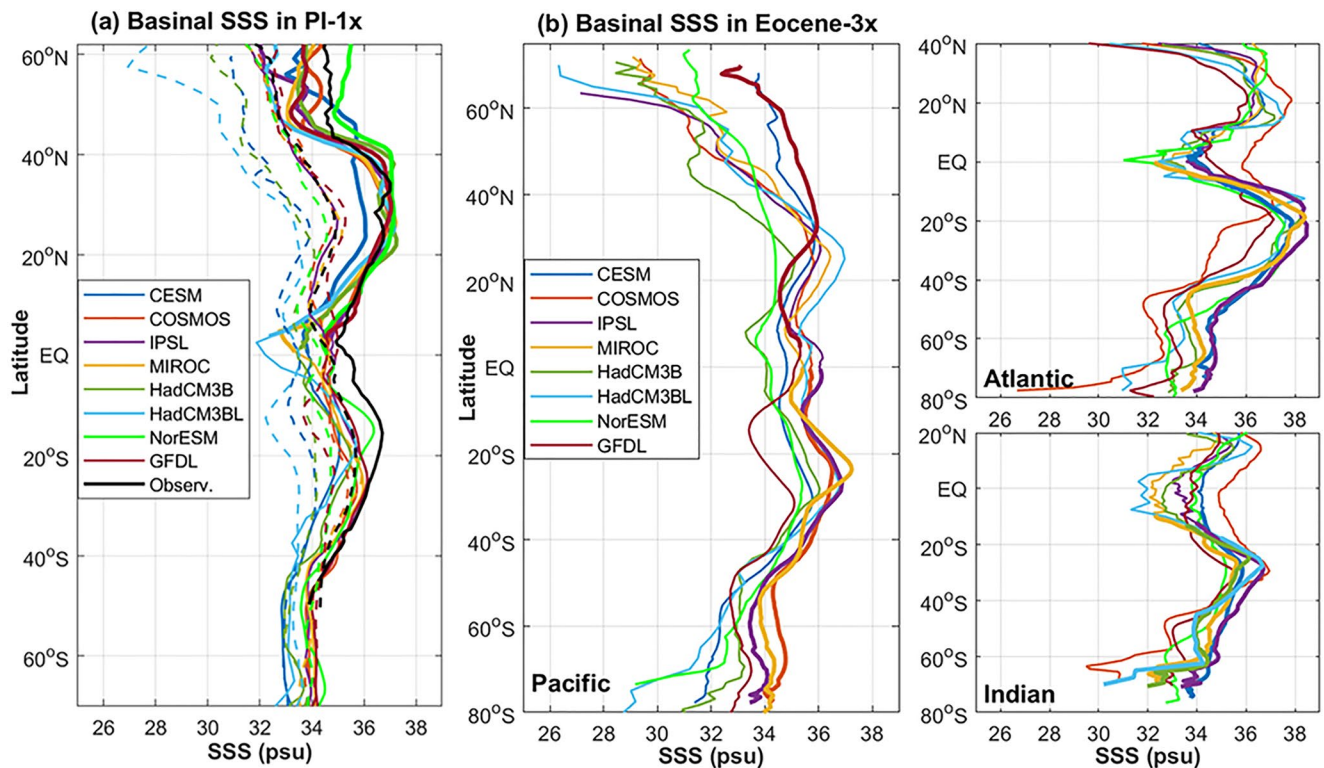 (a) Basinal SSS in PI-1x
60°N
40°N
20°N
EQ
20°S
40°S
60°S
Latitude
CESM
COSMOS
IPSL
MIROC
HadCM3B
HadCM3BL
NorESM
GFDL
Observ.
26 28 30 32 34 36 38
SSS (psu)
(b) Basinal SSS in Eocene-3x
60°N
40°N
20°N
EQ
20°S
40°S
60°S
80°S
Latitude
CESM
COSMOS
IPSL
MIROC
HadCM3B
HadCM3BL
NorESM
GFDL
Pacific
26 28 30 32 34 36 38
SSS (psu)
40°N
20°N
EQ
20°S
40°S
60°S
80°S
Atlantic
26 28 30 32 34 36 38
20°N
EQ
20°S
40°S
60°S
80°S
Indian
26 28 30 32 34 36 38
SSS (psu)